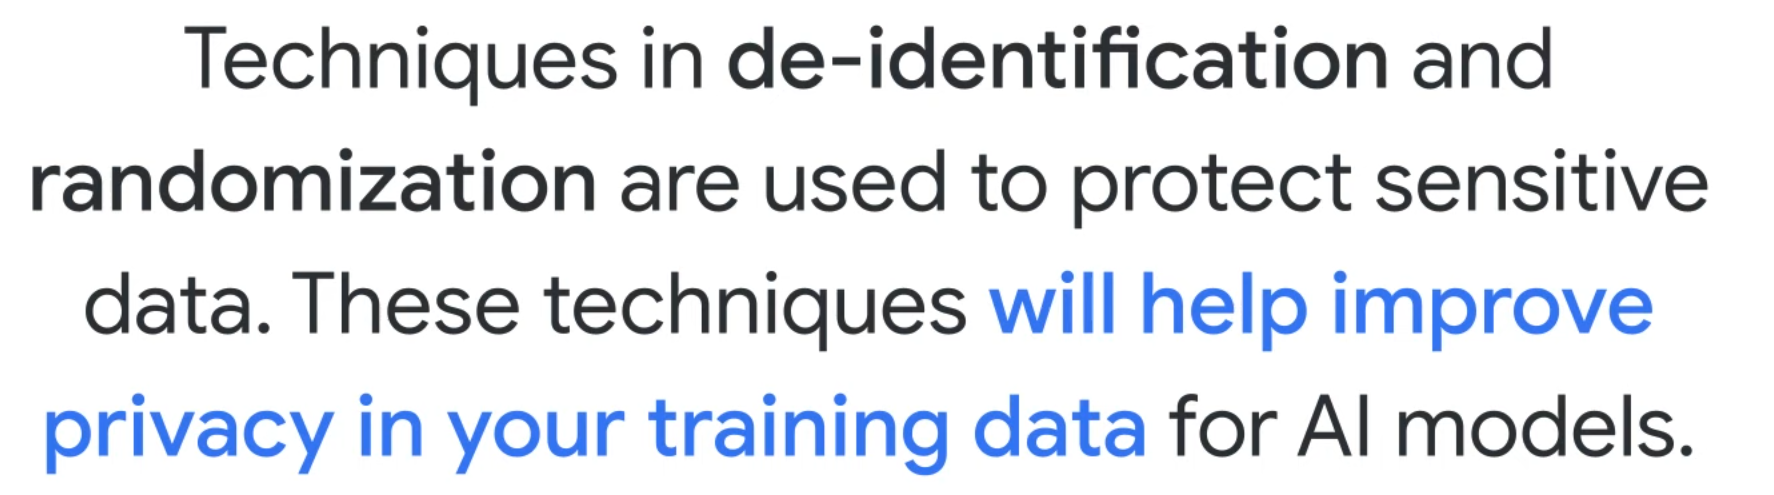 Techniques in de-identification and
randomization are used to protect sensitive
data. These techniques will help improve
privacy in your training data for AI models.